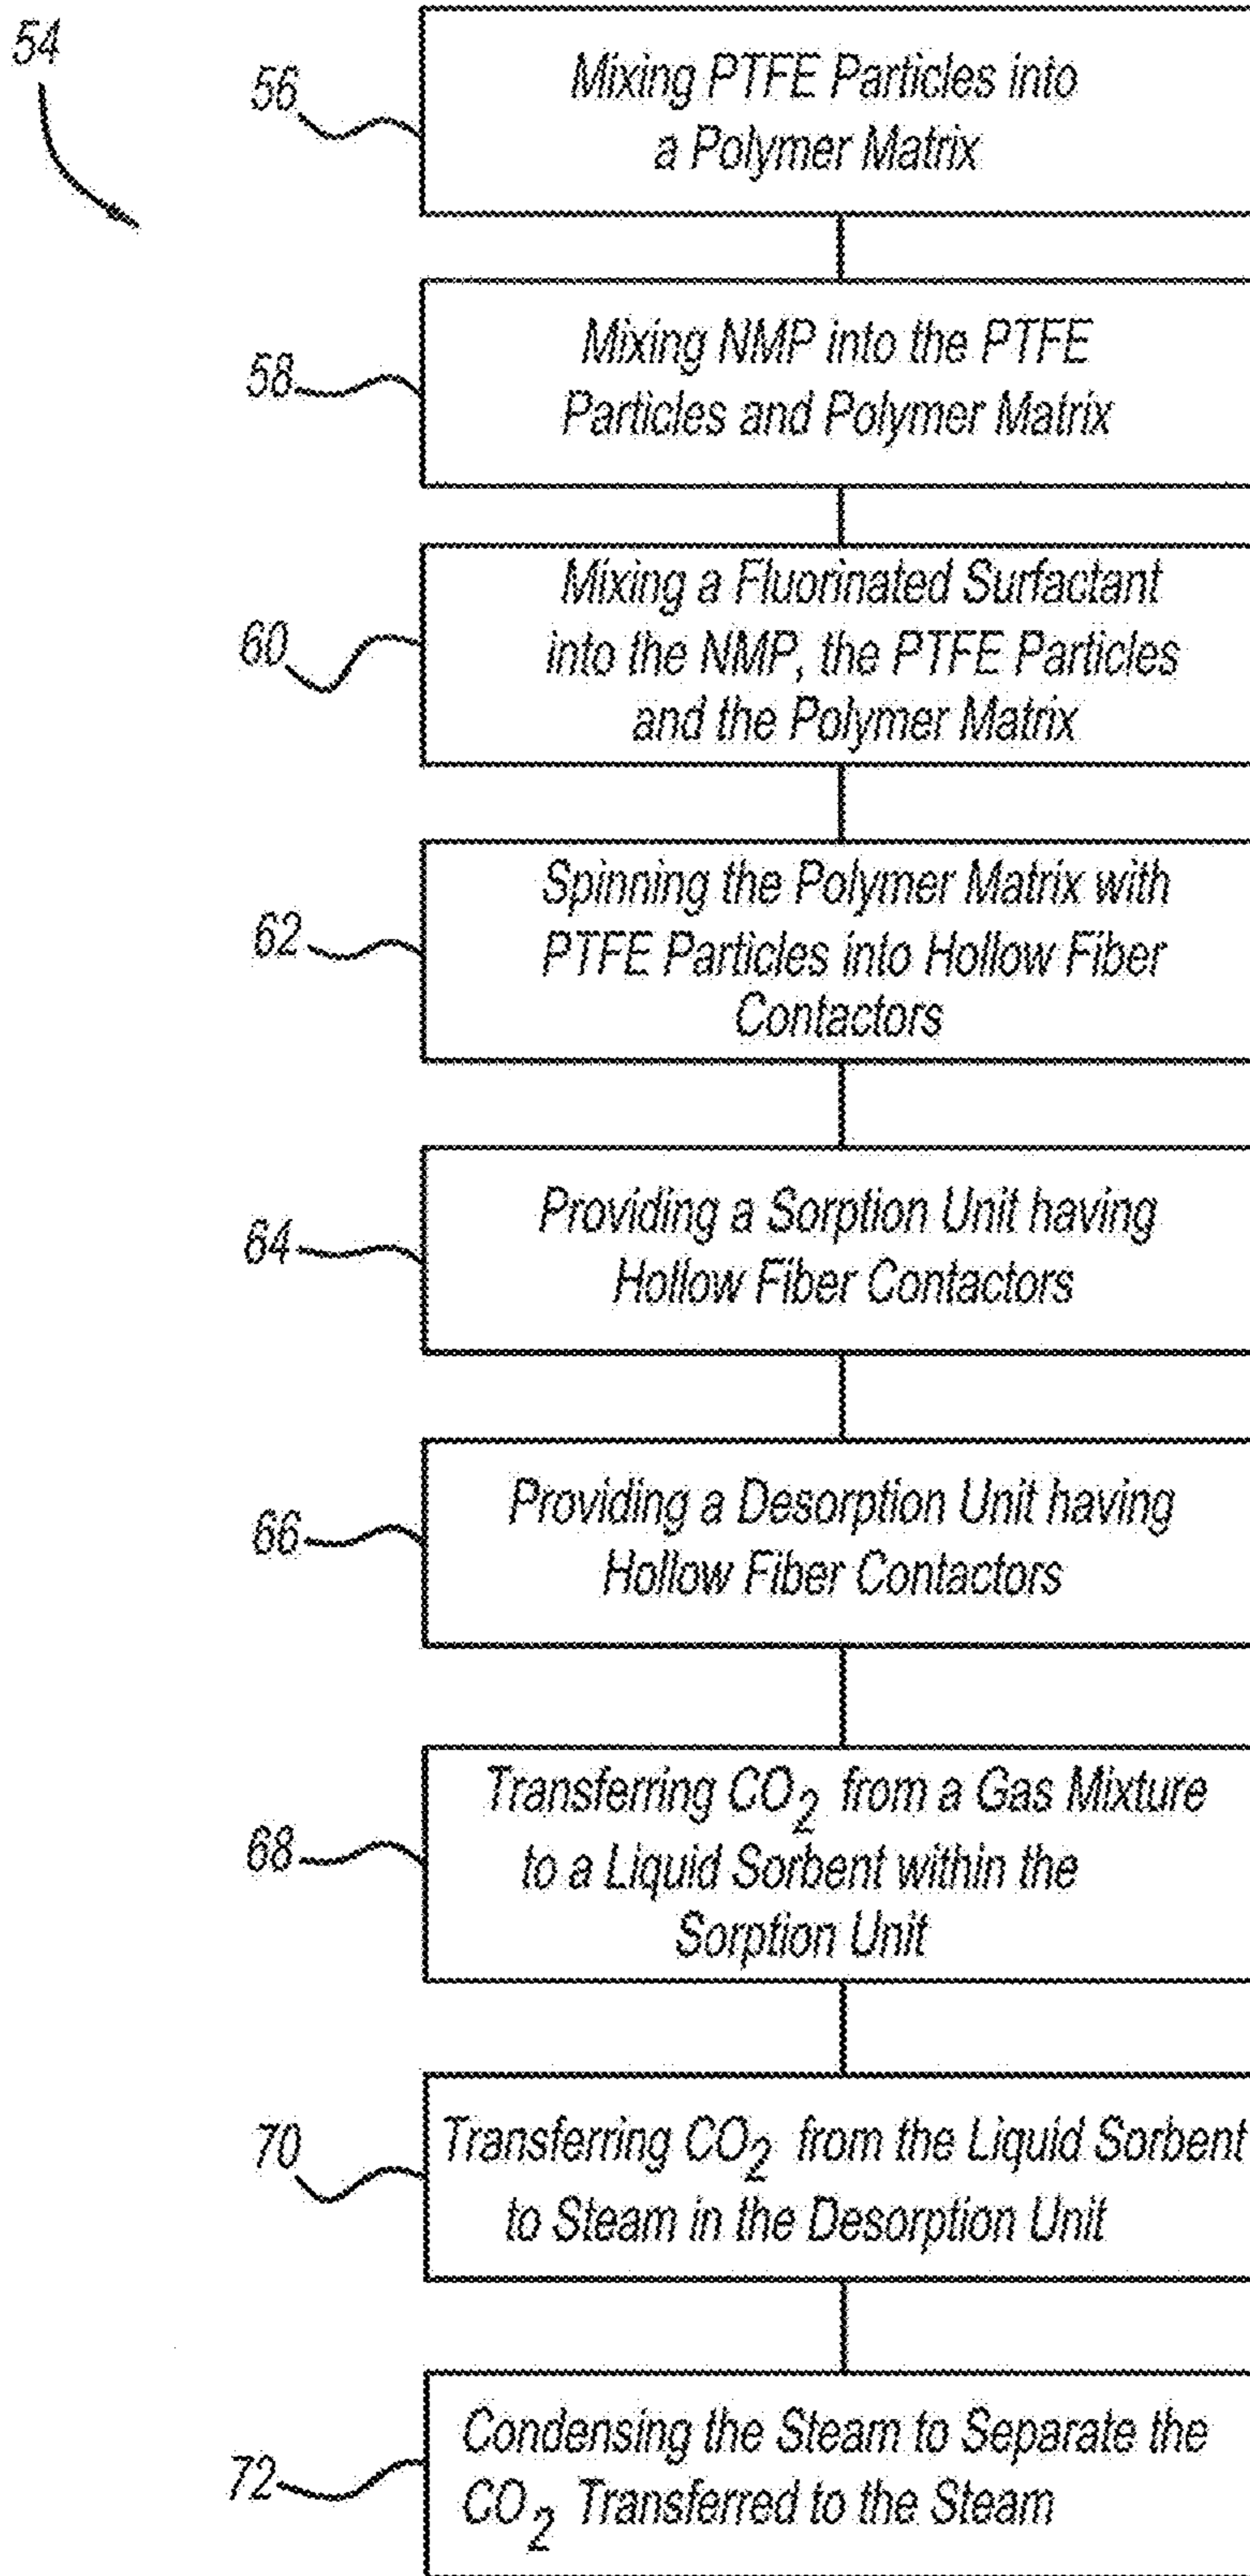 54
56
Mixing PTFE Particles into
a Polymer Matrix
58
Mixing NMP into the PTFE
Particles and Polymer Matrix
60
Mixing a Fluorinated Surfactant
into the NMP, the PTFE Particles
and the Polymer Matrix
62
Spinning the Polymer Matrix with
PTFE Particles into Hollow Fiber
Contactors
64
Providing a Sorption Unit having
Hollow Fiber Contactors
66
Providing a Desorption Unit having
Hollow Fiber Contactors
68
Transferring CO2 from a Gas Mixture
to a Liquid Sorbent within the
Sorption Unit
70
Transferring CO2 from the Liquid Sorbent
to Steam in the Desorption Unit
72
Condensing the Steam to Separate the
CO2 Transferred to the Steam